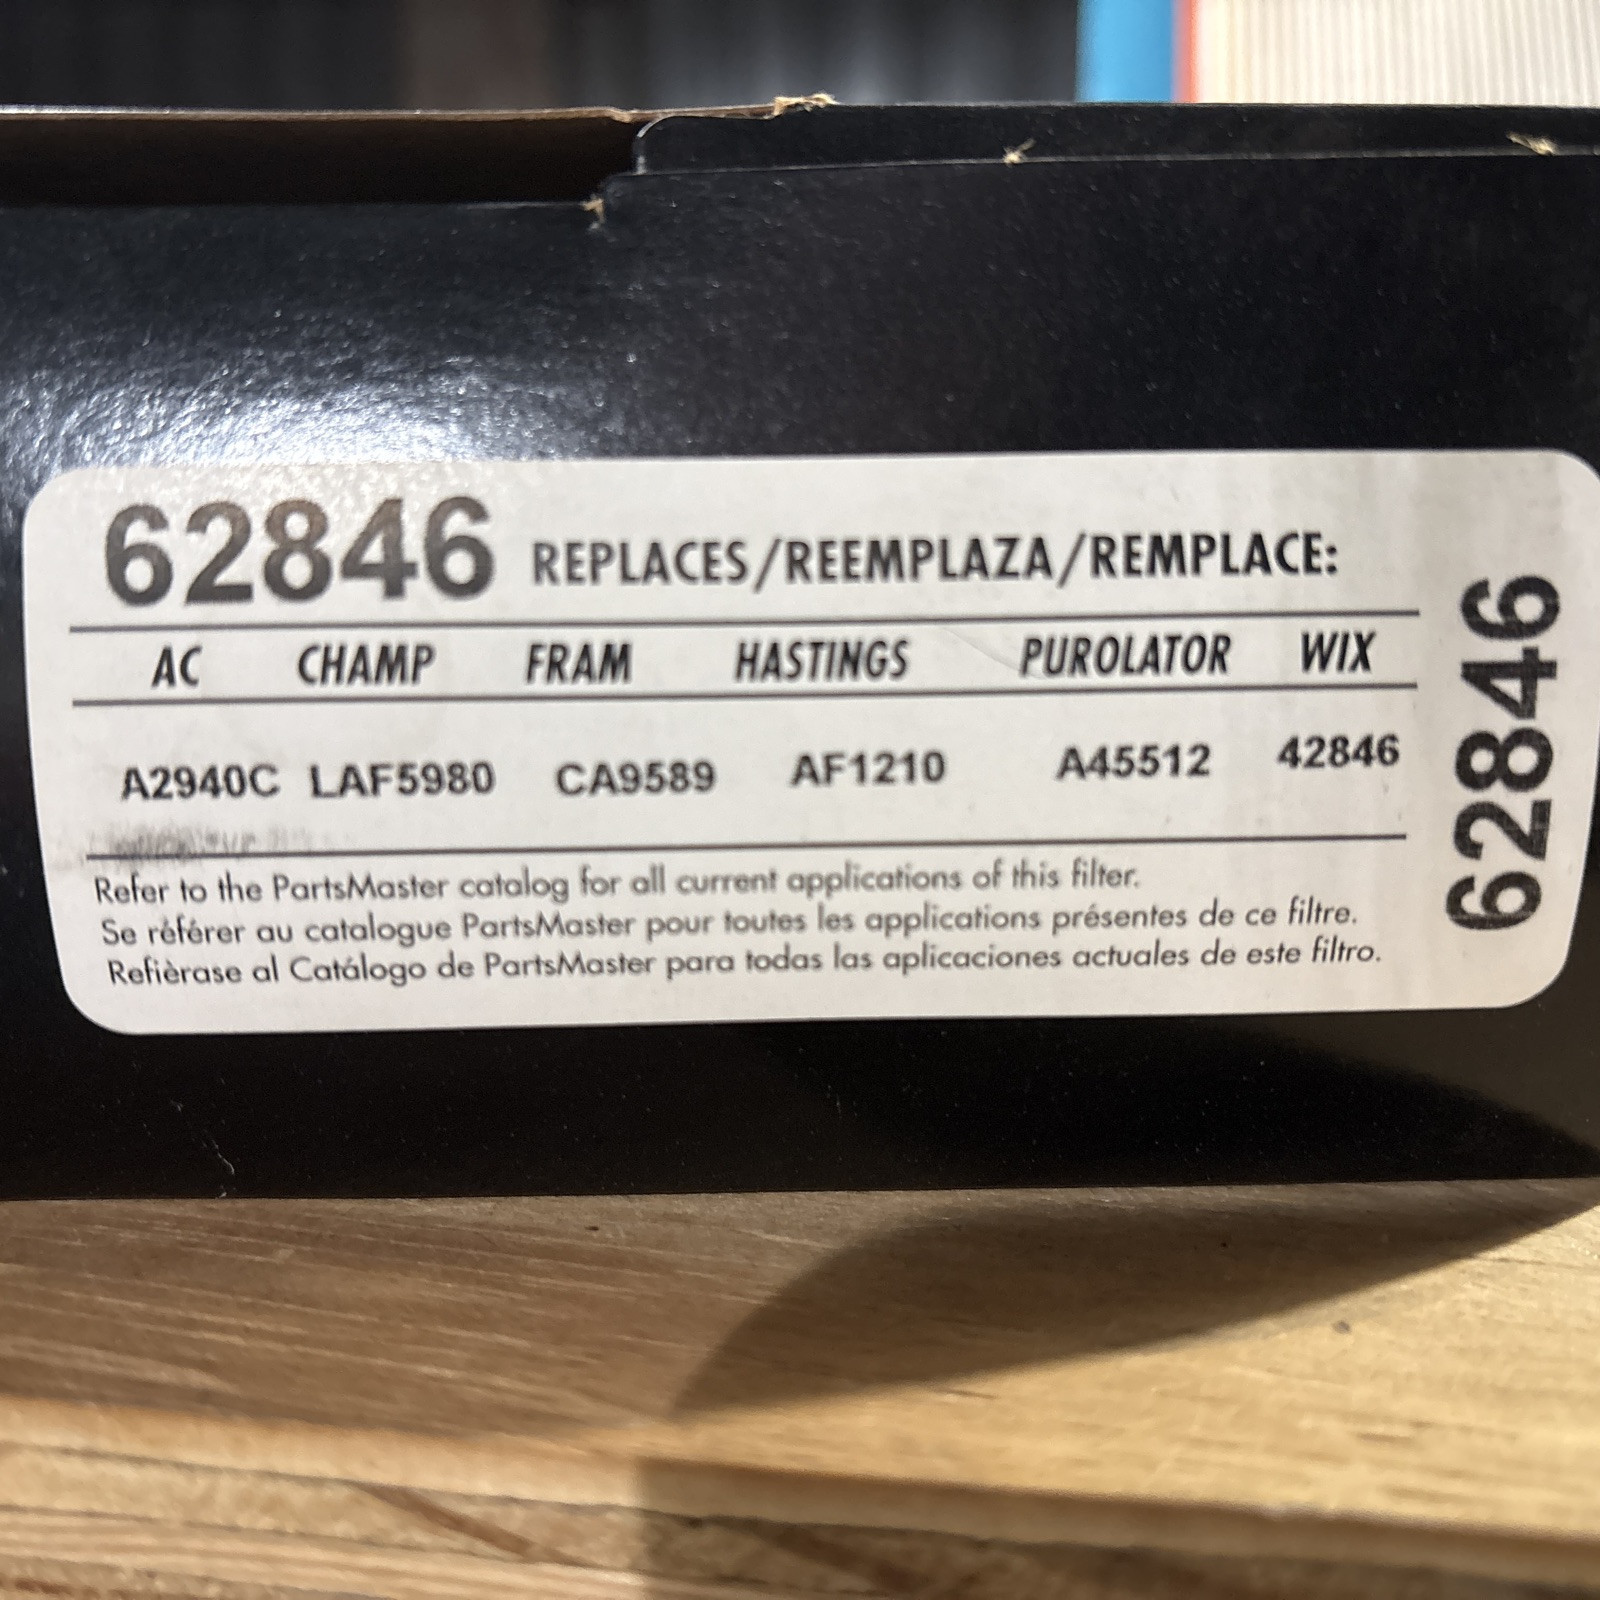 62846 REPLACES/REEMPLAZA/REMPLACE:
AC CHAMP FRAM HASTINGS PUROLATOR WIX
A2940C LAF5980 CA9589 AF1210 A45512 42846
Refer to the PartsMaster catalog for all current applications of this filter.
Se référer au catalogue PartsMaster pour toutes les applications présentes de ce filtre.
Refièrase al Catálogo de PartsMaster para todas las aplicaciones actuales de este filtro.
62846